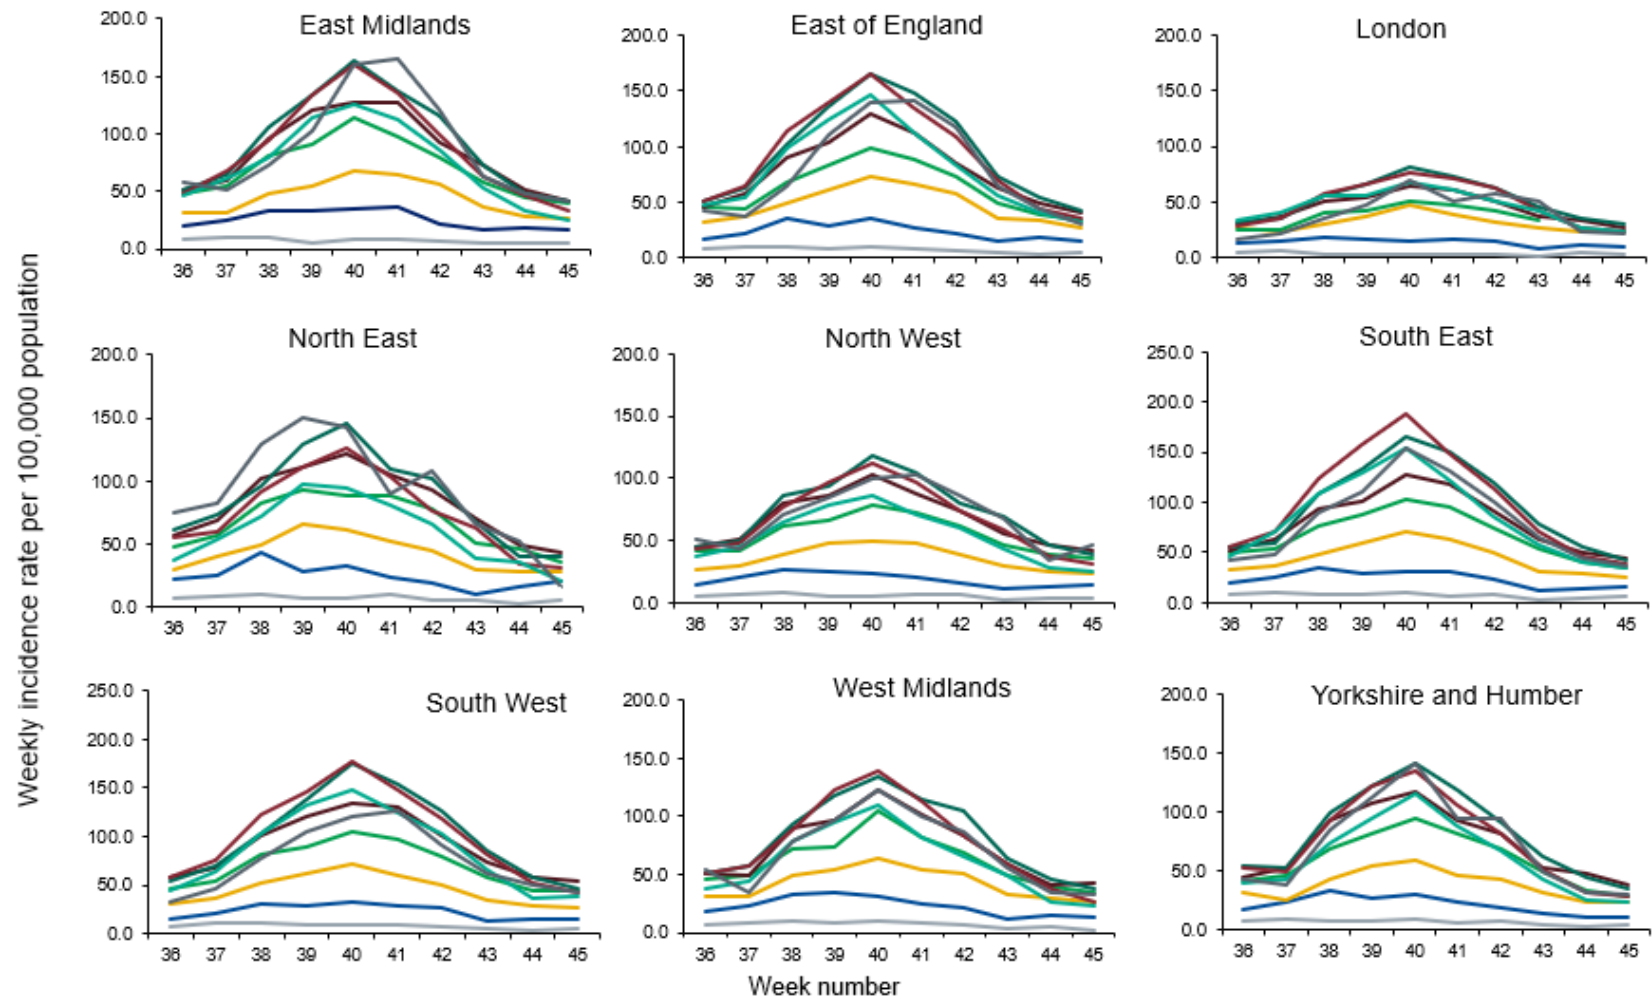 Weekly incidence rate per 100,000 population
East Midlands
200.0
150.0
100.0
50.0
0.0
36 37 38 39 40 41 42 43 44 45
East of England
200.0
150.0
100.0
50.0
0.0
36 37 38 39 40 41 42 43 44 45
London
200.0
150.0
100.0
50.0
0.0
36 37 38 39 40 41 42 43 44 45
North East
200.0
150.0
100.0
50.0
0.0
36 37 38 39 40 41 42 43 44 45
North West
200.0
150.0
100.0
50.0
0.0
36 37 38 39 40 41 42 43 44 45
South East
250.0
200.0
150.0
100.0
50.0
0.0
36 37 38 39 40 41 42 43 44 45
South West
250.0
200.0
150.0
100.0
50.0
0.0
36 37 38 39 40 41 42 43 44 45
West Midlands
200.0
150.0
100.0
50.0
0.0
36 37 38 39 40 41 42 43 44 45
Yorkshire and Humber
200.0
150.0
100.0
50.0
0.0
36 37 38 39 40 41 42 43 44 45
Week number